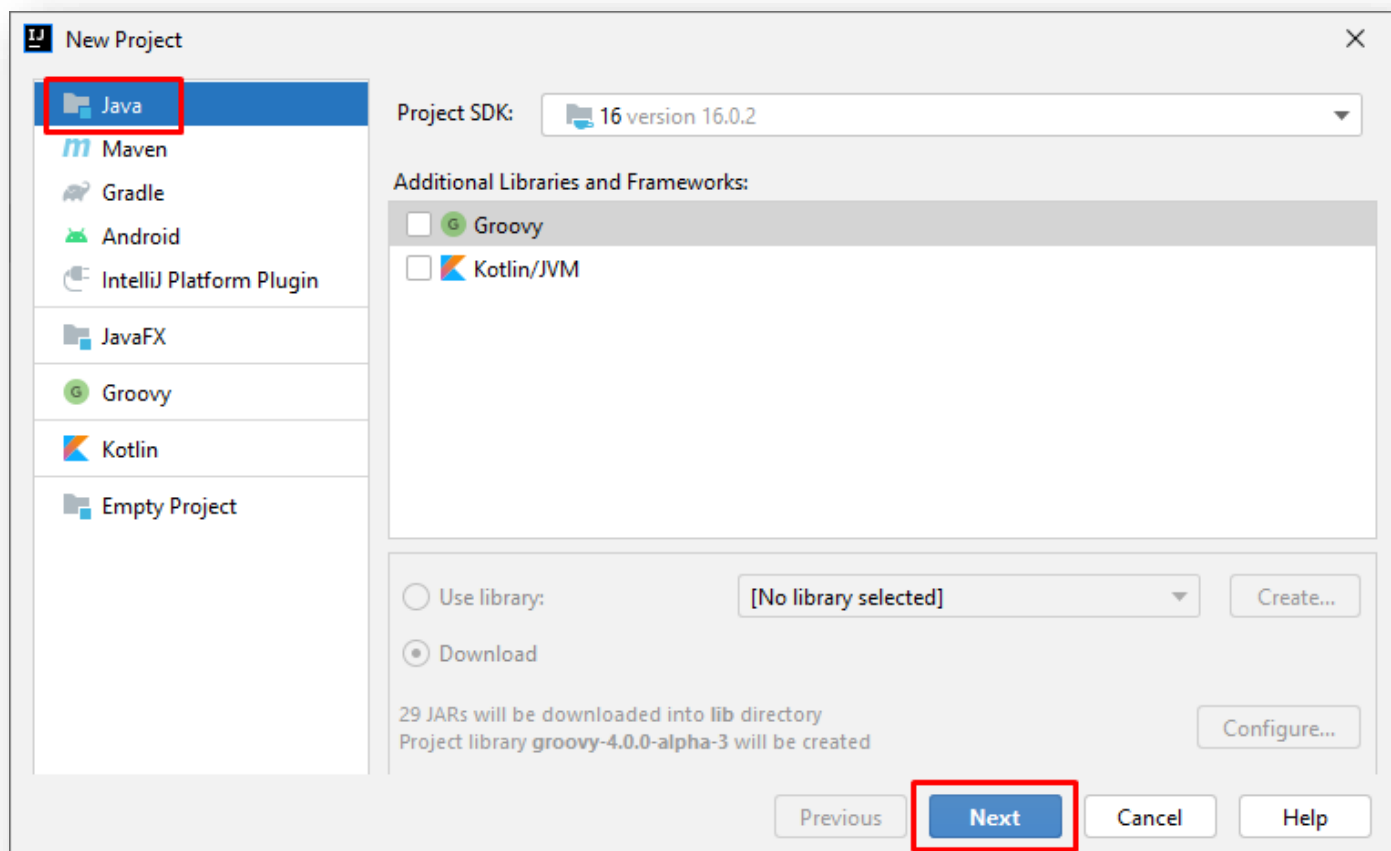 New Project
Java
Maven
Gradle
Android
IntelliJ Platform Plugin
JavaFX
Groovy
Kotlin
Empty Project
Project SDK: 16 version 16.0.2
Additional Libraries and Frameworks:
Groovy
Kotlin/JVM
Use library: [No library selected] Create...
Download
29 JARs will be downloaded into lib directory
Project library groovy-4.0.0-alpha-3 will be created
Configure...
Previous Next Cancel Help